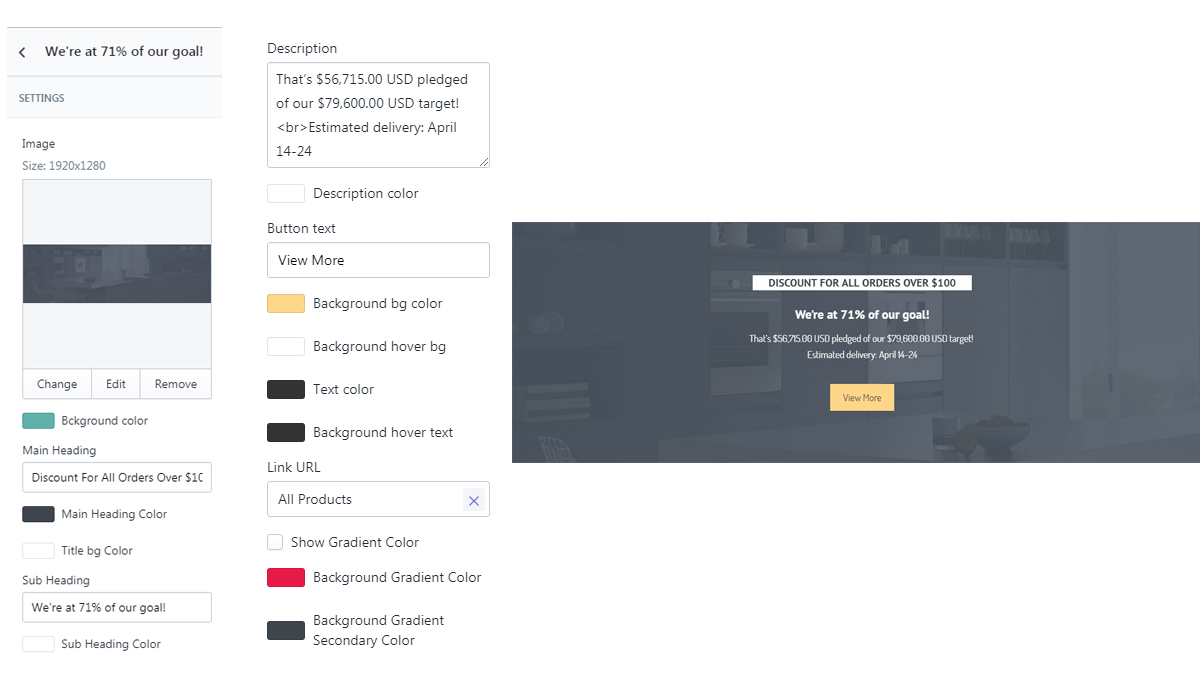 We're at 71% of our goal!
SETTINGS
Image
Size: 1920x1280
Change Edit Remove
Bckground color
Main Heading
Discount For All Orders Over $10
Main Heading Color
Title bg Color
Sub Heading
We're at 71% of our goal!
Sub Heading Color
Description
That's $56,715.00 USD pledged
of our $79,600.00 USD target!
<br>Estimated delivery: April
14-24
Description color
Button text
View More
Background bg color
Background hover bg
Text color
Background hover text
Link URL
All Products
Show Gradient Color
Background Gradient Color
Background Gradient
Secondary Color
DISCOUNT FOR ALL ORDERS OVER $100
We're at 71% of our goal!
That's $56,715.00 USD pledged of our $79,600.00 USD target!
Estimated delivery: April 14-24
View More